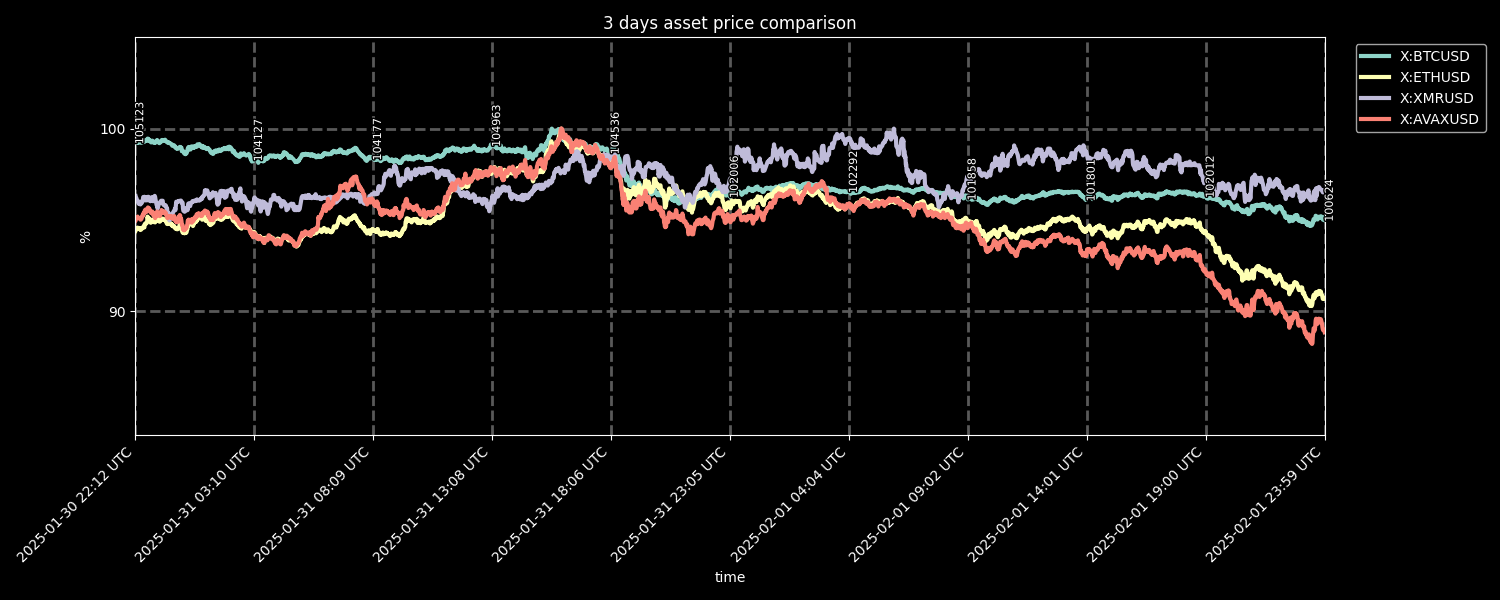 3 days asset price comparison
X:BTCUSD
X:ETHUSD
X:XMRUSD
X:AVAXUSD
100
90
%
105123
104127
104177
104963
104536
102006
102292
101858
101801
102012
100624
2025-01-30 22:12 UTC
2025-01-31 03:10 UTC
2025-01-31 08:09 UTC
2025-01-31 13:08 UTC
2025-01-31 18:06 UTC
2025-01-31 23:05 UTC
2025-02-01 04:04 UTC
2025-02-01 09:02 UTC
2025-02-01 14:01 UTC
2025-02-01 19:00 UTC
2025-02-01 23:59 UTC
time